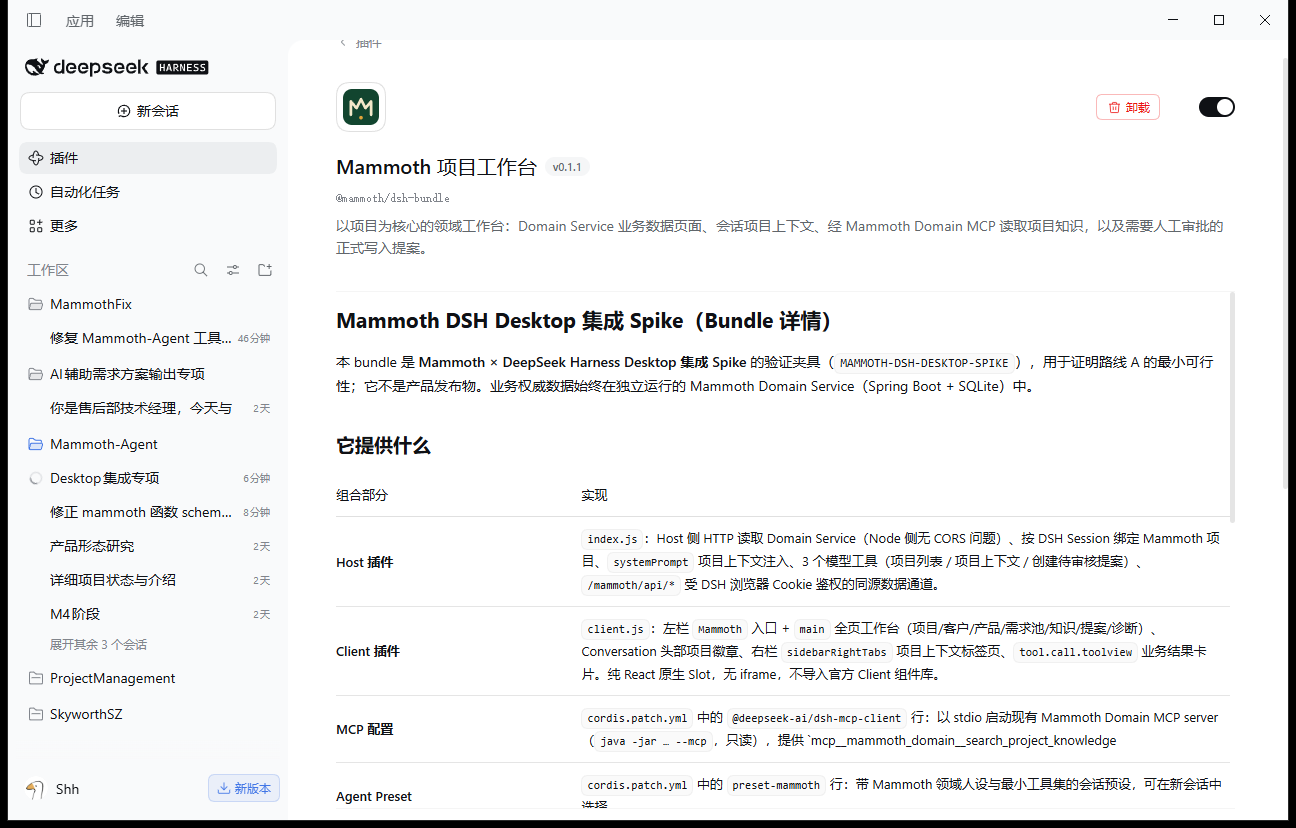 应用 编辑
deepseek HARNESS
新会话
插件
自动化任务
更多
工作区
MammothFix
修复 Mammoth-Agent 工具... 46分钟
AI辅助需求方案输出专项
你是售后部技术经理，今天与 2天
Mammoth-Agent
Desktop集成专项 6分钟
修正 mammoth 函数 schem... 8分钟
产品形态研究 2天
详细项目状态与介绍 2天
M4阶段 2天
展开其余 3 个会话
ProjectManagement
SkyworthSZ
Shh 新版本
插件
卸载
Mammoth 项目工作台 v0.1.1
@mammoth/dsh-bundle
以项目为核心的领域工作台：Domain Service 业务数据页面、会话项目上下文、经 Mammoth Domain MCP 读取项目知识，以及需要人工审批的
正式写入提案。
Mammoth DSH Desktop 集成 Spike（Bundle 详情）
本 bundle 是 Mammoth × DeepSeek Harness Desktop 集成 Spike 的验证夹具（ MAMMOTH-DSH-DESKTOP-SPIKE ），用于证明路线 A 的最小可行
性；它不是产品发布物。业务权威数据始终在独立运行的 Mammoth Domain Service（Spring Boot + SQLite）中。
它提供什么
组合部分 实现
Host 插件
index.js ：Host 侧 HTTP 读取 Domain Service（Node 侧无 CORS 问题）、按 DSH Session 绑定 Mammoth 项
目、 systemPrompt 项目上下文注入、3 个模型工具（项目列表 / 项目上下文 / 创建待审核提案）、
/mammoth/api/* 受 DSH 浏览器 Cookie 鉴权的同源数据通道。
Client 插件
client.js ：左栏 Mammoth 入口 + main 全页工作台（项目/客户/产品/需求池/知识/提案/诊断）、
Conversation 头部项目徽章、右栏 sidebarRightTabs 项目上下文标签页、 tool.call.toolview 业务结果卡
片。纯 React 原生 Slot，无 iframe，不导入官方 Client 组件库。
MCP 配置
cordis.patch.yml 中的 @deepseek-ai/dsh-mcp-client 行：以 stdio 启动现有 Mammoth Domain MCP server
（ java -jar … --mcp ，只读），提供 `mcp__mammoth_domain__search_project_knowledge
Agent Preset
cordis.patch.yml 中的 preset-mammoth 行：带 Mammoth 领域人设与最小工具集的会话预设，可在新会话中
选择